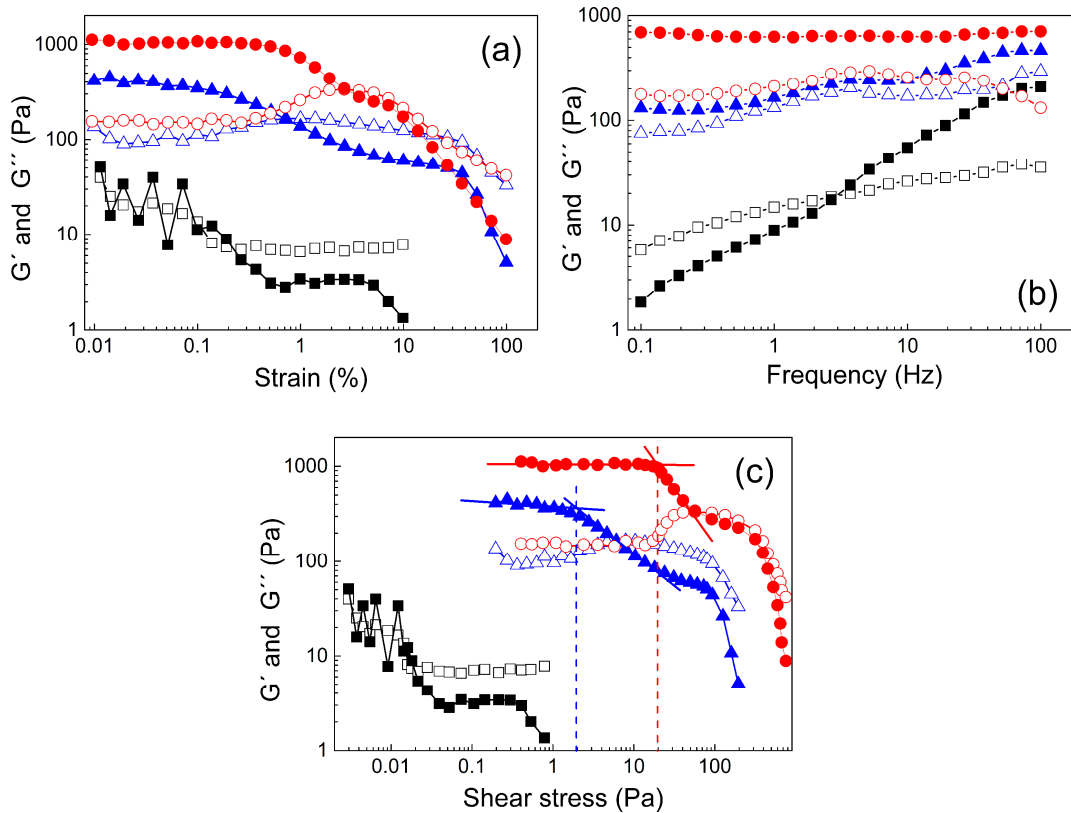 (a)
1000
100
10
1
G´ and G´´ (Pa)
0.01 0.1 1 10 100
Strain (%)
(b)
1000
100
10
1
G´ and G´´ (Pa)
0.1 1 10 100
Frequency (Hz)
(c)
1000
100
10
1
G´ and G´´ (Pa)
0.01 0.1 1 10 100
Shear stress (Pa)